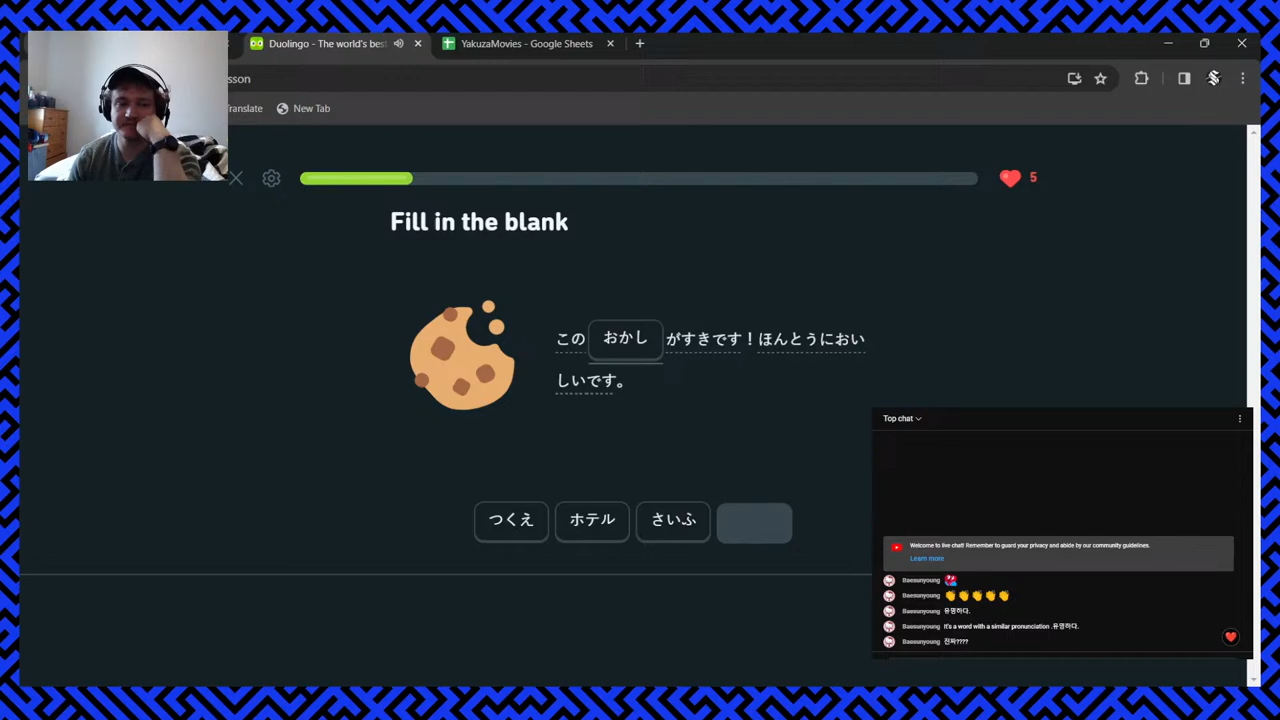 Duolingo - The world's bes
YakuzaMovies - Google Sheets
sson
ranslate
New Tab
5
Fill in the blank
この おかし がすきです！ほんとうにおい
しいです。
つくえ ホテル さいふ
Top chat
Welcome to live chat! Remember to guard your privacy and abide by our community guidelines.
Learn more
Baesunyoung
Baesunyoung 👏👏👏👏👏
Baesunyoung 유명하다.
Baesunyoung It's a word with a similar pronunciation .유명하다.
Baesunyoung 진짜????